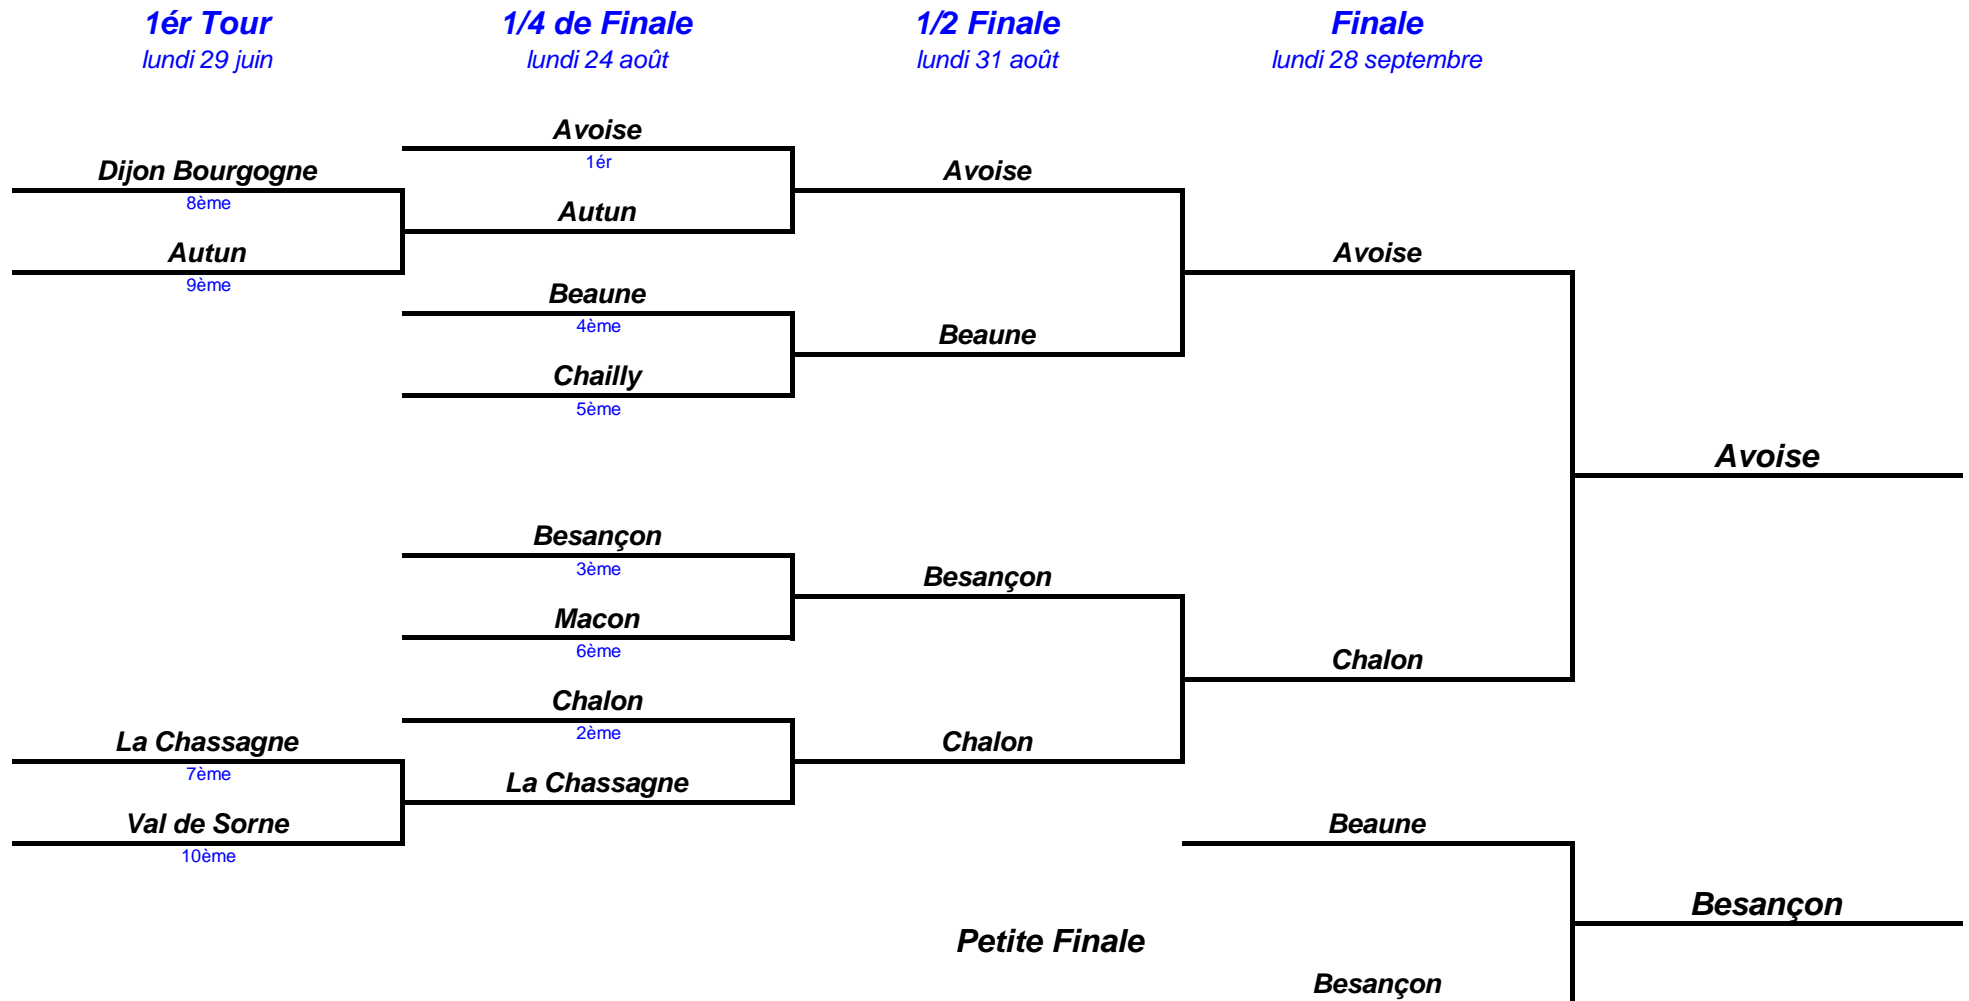 1ér Tour
1/4 de Finale
1/2 Finale
Finale
lundi 29 juin
lundi 24 août
lundi 31 août
lundi 28 septembre
Avoise
1ér
Dijon Bourgogne
8ème
Avoise
Autun
Autun
9ème
Avoise
Beaune
4ème
Beaune
Chailly
5ème
Avoise
Besançon
3ème
Besançon
Macon
6ème
Chalon
Chalon
2ème
La Chassagne
7ème
Chalon
La Chassagne
Val de Sorne
10ème
Beaune
Besançon
Petite Finale
Besançon